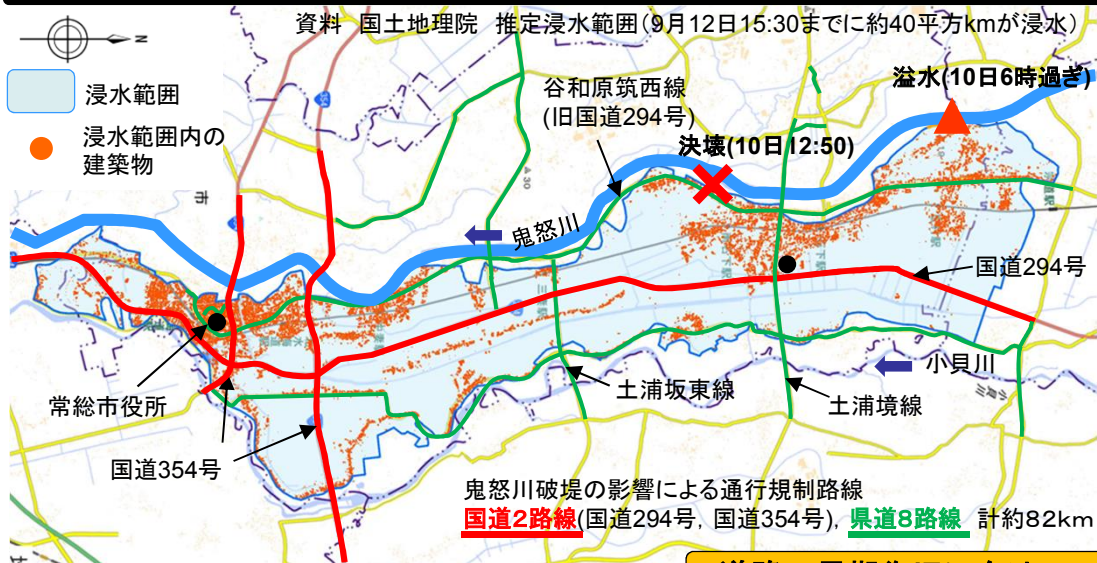 資料 国土地理院 推定浸水範囲(9月12日15:30までに約40平方kmが浸水)
N
浸水範囲
浸水範囲内の
建築物
谷和原筑西線
(旧国道294号)
溢水(10日6時過ぎ)
決壊(10日12:50)
市
鬼怒川
国道294号
小貝川
土浦坂東線
土浦境線
常総市役所
国道354号
鬼怒川破堤の影響による通行規制路線
国道2路線(国道294号, 国道354号), 県道8路線 計約82km